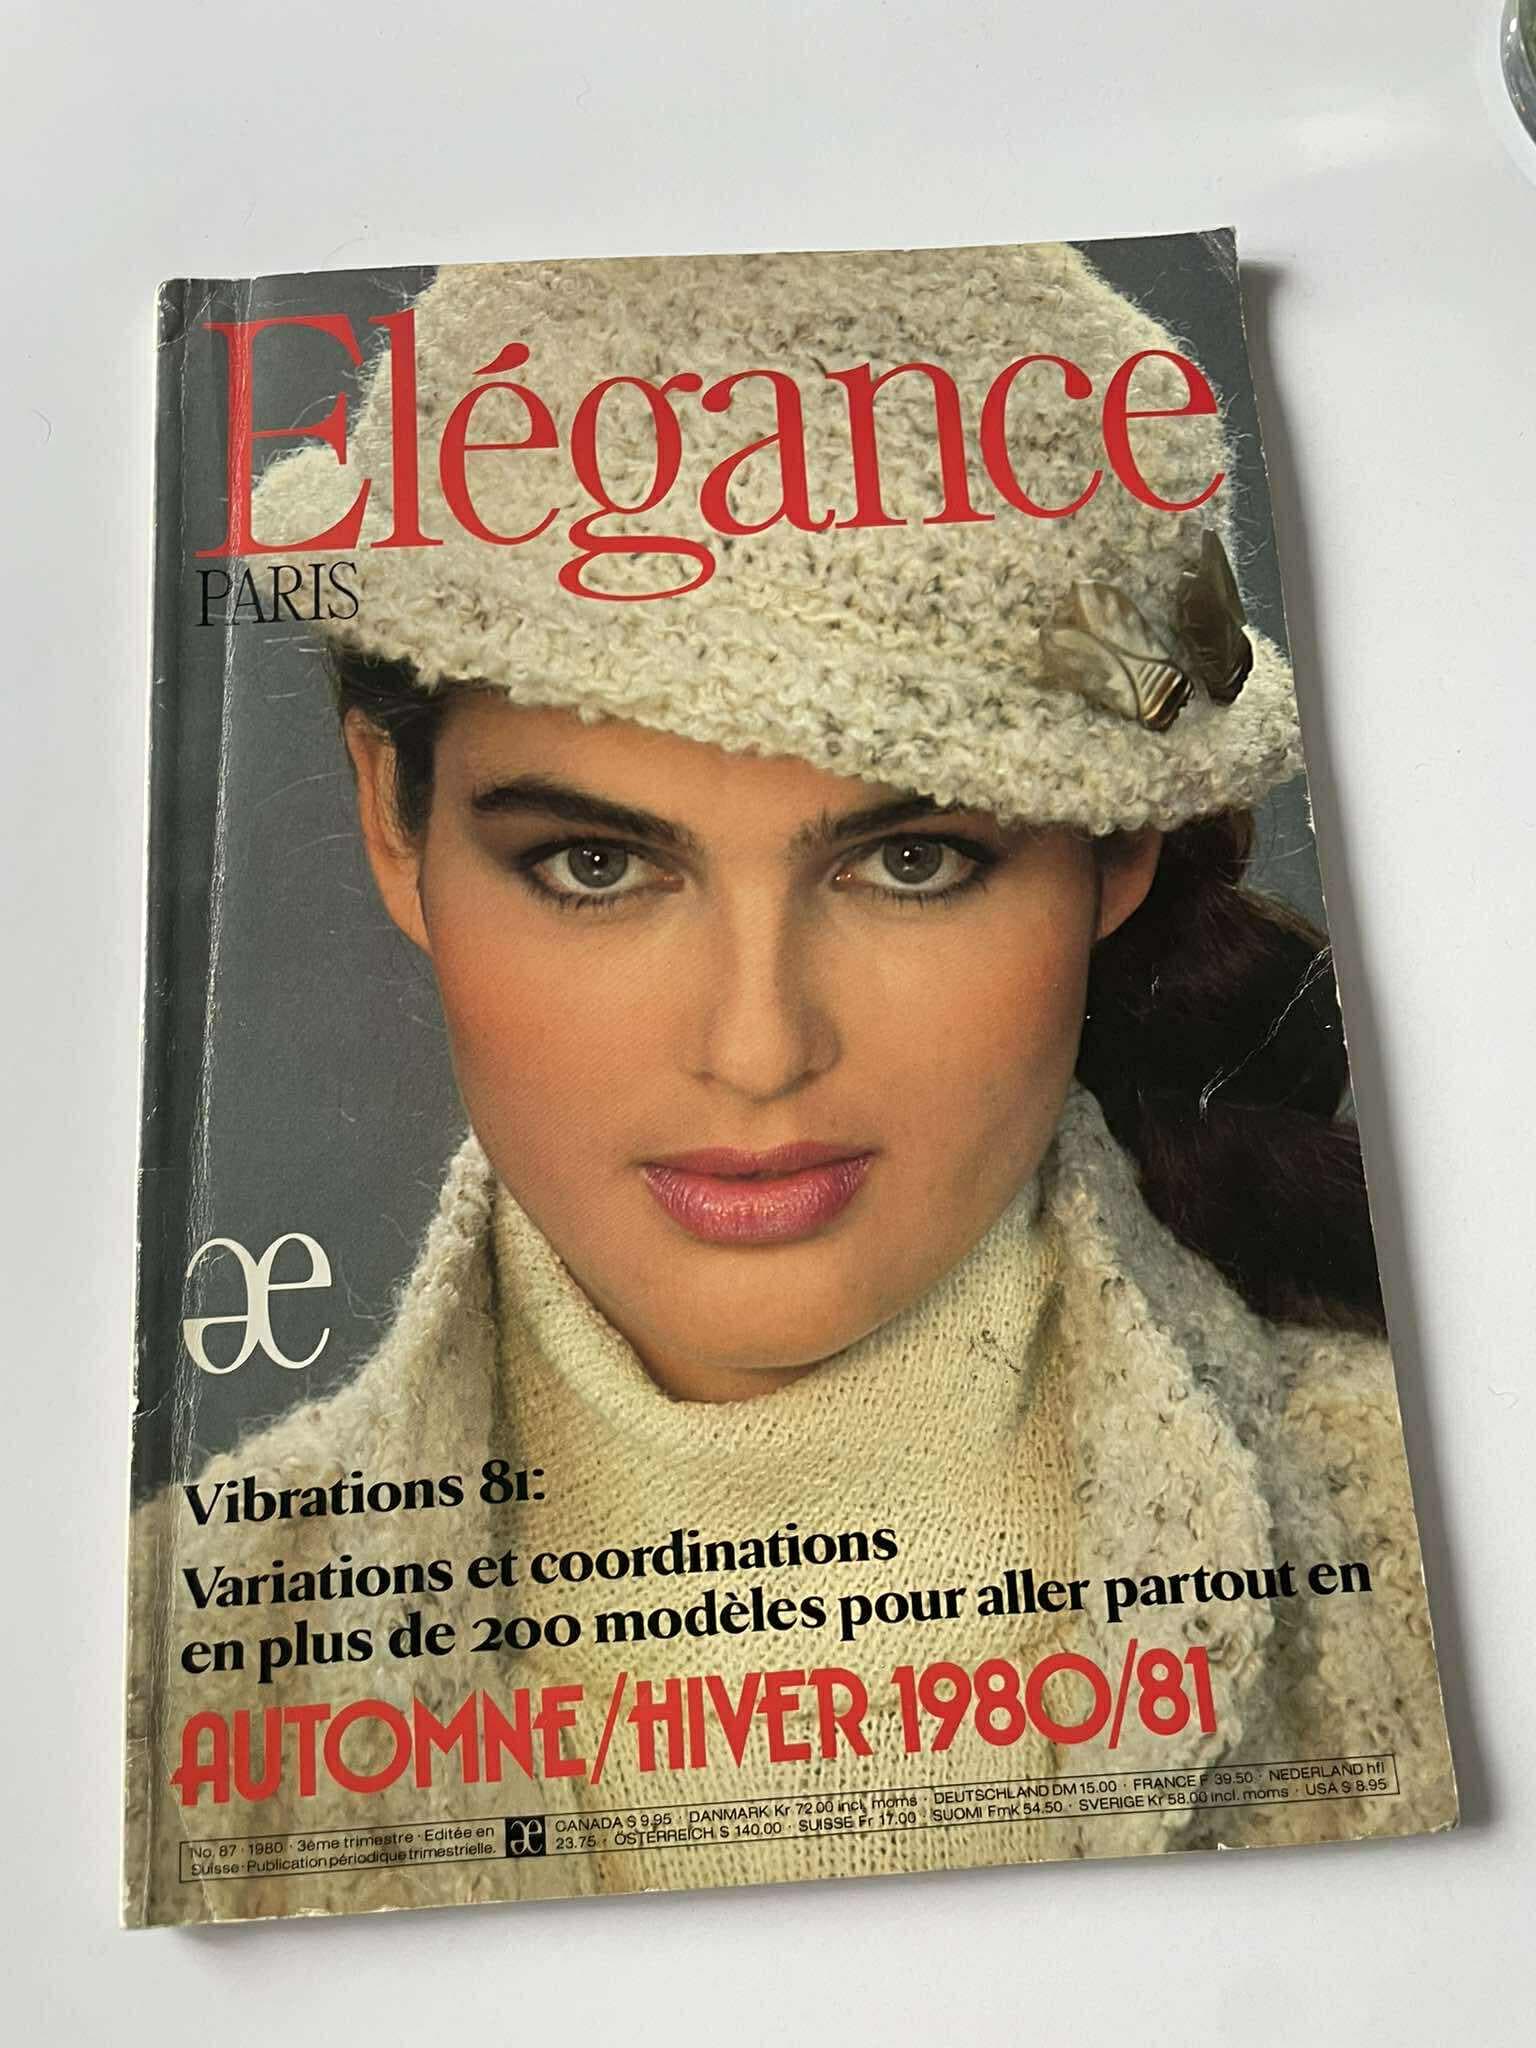 Elégance
PARIS
æ
Vibrations 81:
Variations et coordinations
en plus de 200 modèles pour aller partout en
AUTOMNE/HIVER 1980/81
No. 87 · 1980 · 3éme trimestre · Editée en
Suisse · Publication périodique trimestrielle.
æ
CANADA $ 9.95 · DANMARK Kr 72.00 incl. moms · DEUTSCHLAND DM 15.00 · FRANCE F 39.50 · NEDERLAND hfl
23.75 · ÖSTERREICH S 140.00 · SUISSE Fr 17.00 · SUOMI Fmk 54.50 · SVERIGE Kr 58.00 incl. moms · USA $ 8.95